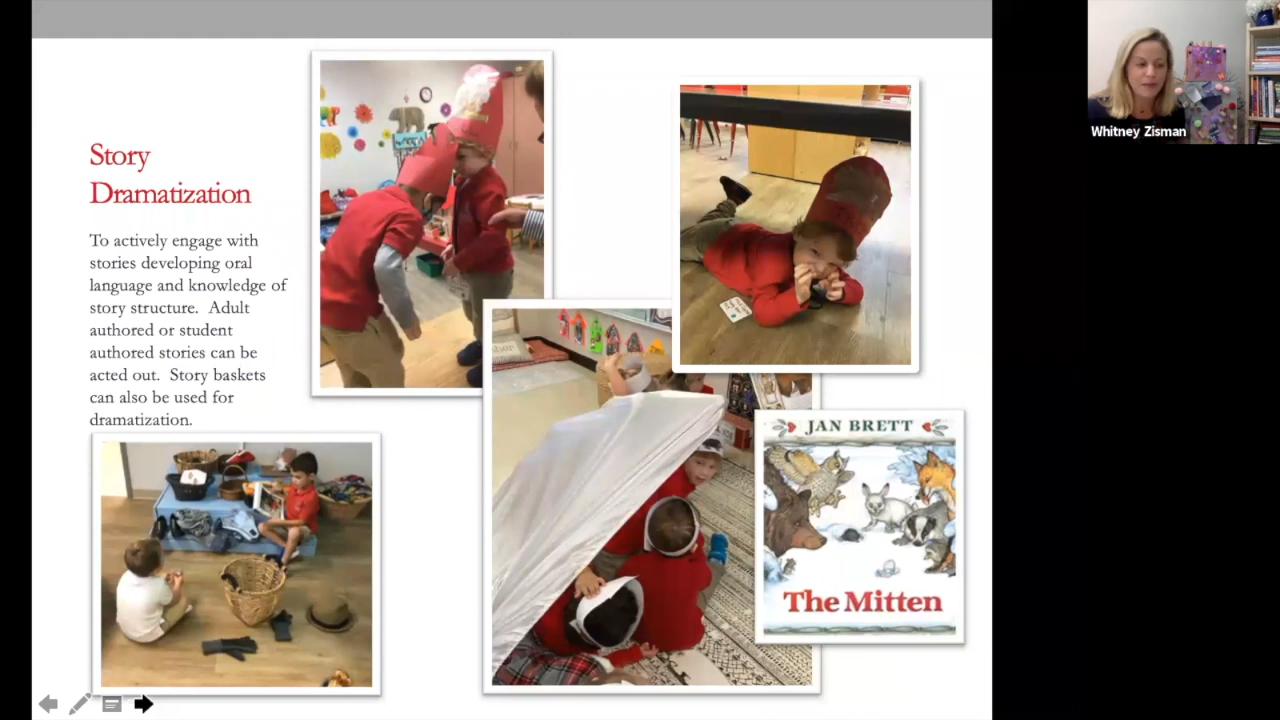 Story
Dramatization
To actively engage with
stories developing oral
language and knowledge of
story structure.  Adult
authored or student
authored stories can be
acted out.  Story baskets
can also be used for
dramatization.
JAN BRETT
The Mitten
Whitney Zisman